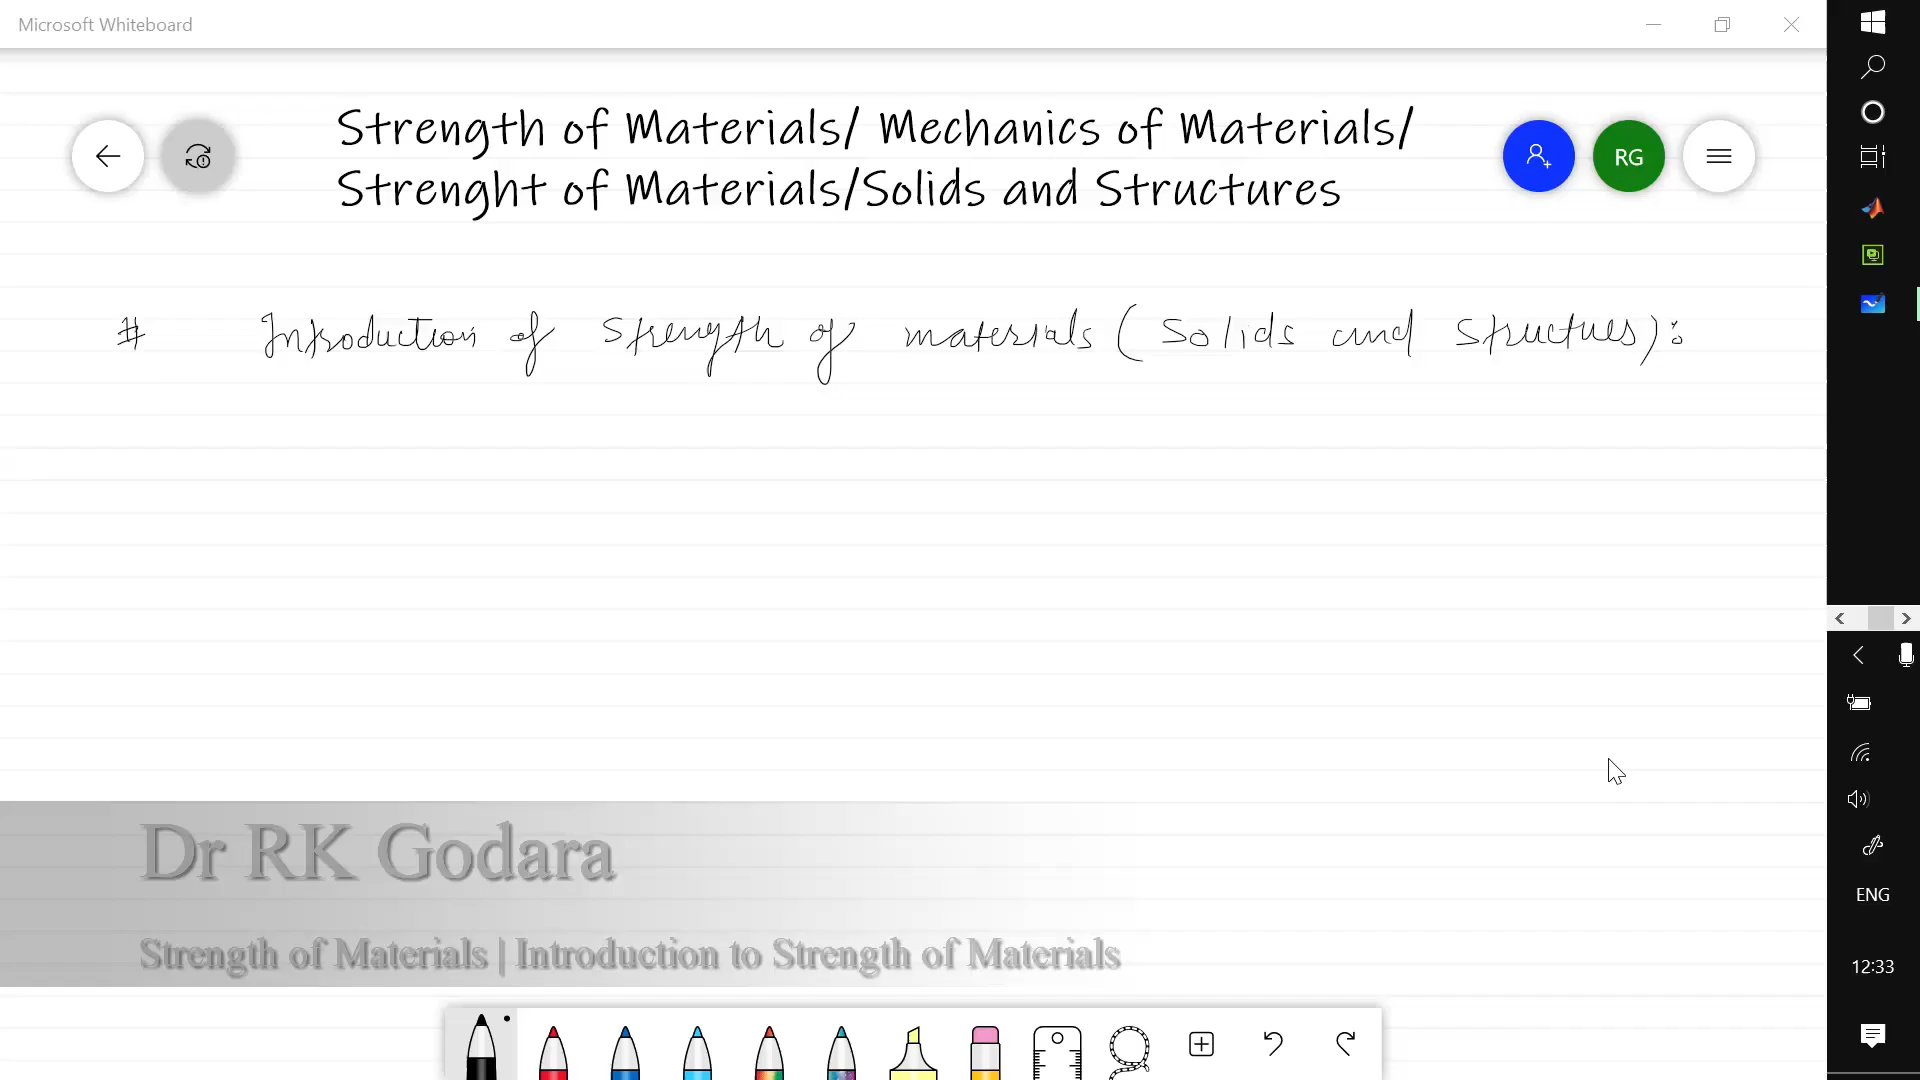 Microsoft Whiteboard
Strength of Materials/ Mechanics of Materials/
Strenght of Materials/Solids and Structures
RG
# Introduction of Strength of materials (Solids and Structures):
Dr RK Godara
Strength of Materials | Introduction to Strength of Materials
ENG
12:33